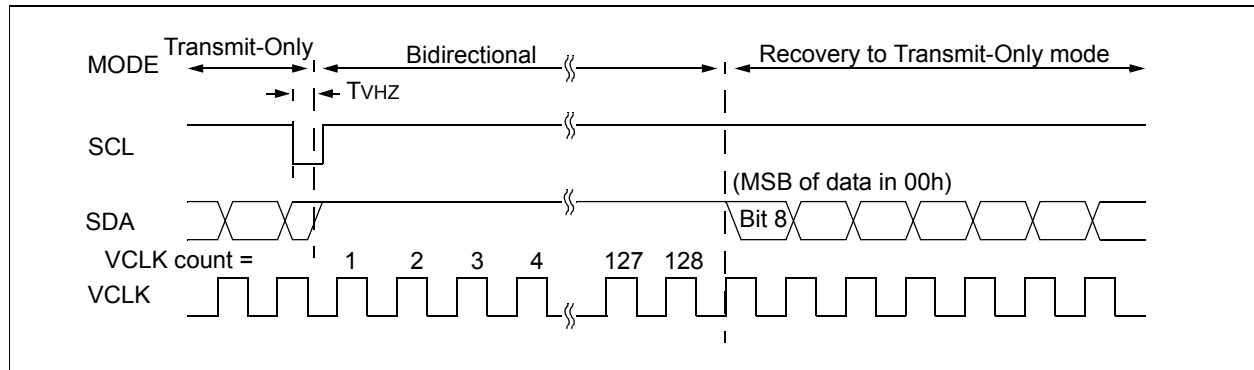 Transmit-Only
MODE
Bidirectional
Recovery to Transmit-Only mode
TVHZ
SCL
(MSB of data in 00h)
SDA
Bit 8
VCLK count = 1 2 3 4 127 128
VCLK